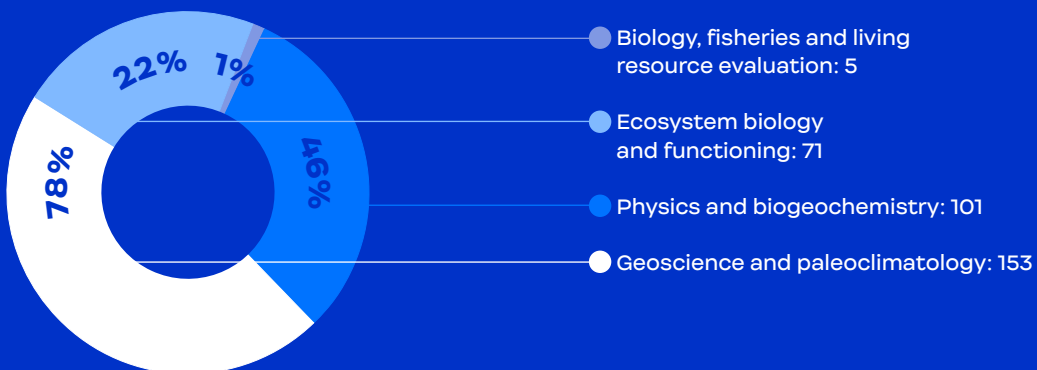 Biology, fisheries and living
resource evaluation: 5
Ecosystem biology
and functioning: 71
Physics and biogeochemistry: 101
Geoscience and paleoclimatology: 153
22%
1%
46%
78%